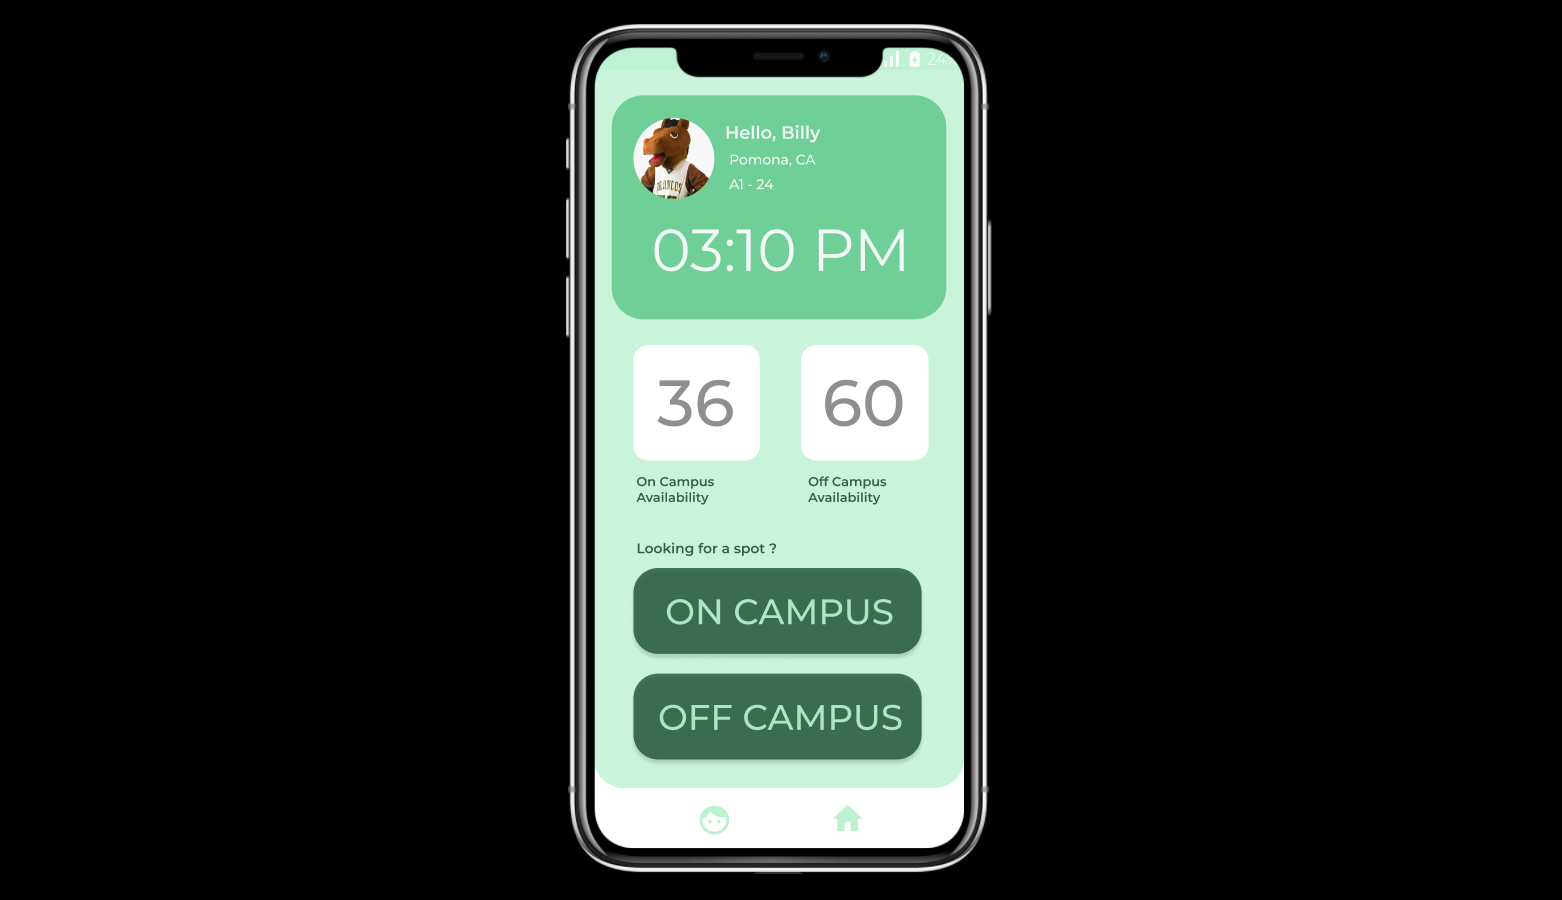 24%
Hello, Billy
Pomona, CA
A1 - 24
03:10 PM
36
60
On Campus
Availability
Off Campus
Availability
Looking for a spot ?
ON CAMPUS
OFF CAMPUS